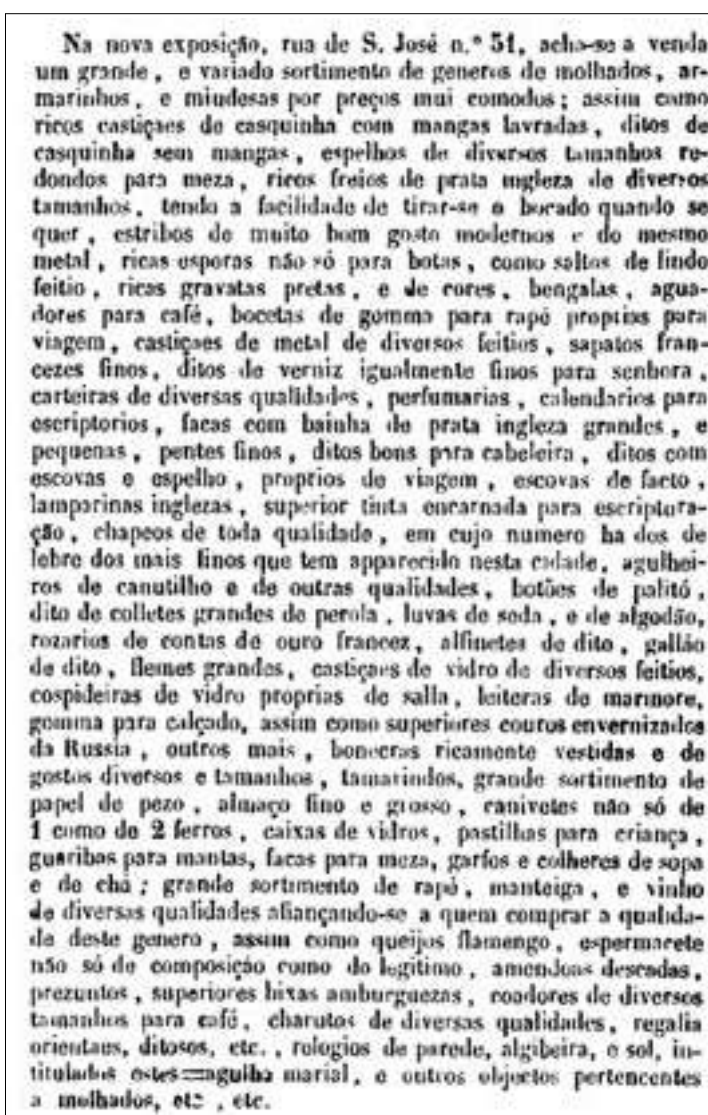 Na nova exposição, rua de S. José n.º 51, acha-se a venda
um grande, e variado sortimento de generos de molhados, ar-
marinhos, e miudesas por preços mui comodos; assim como
ricos castiçaes de casquinha com mangas lavradas, ditos de
casquinha sem mangas, espelhos de diversos tamanhos re-
dondos para meza, ricos freios de prata ingleza de diversos
tamanhos, tendo a facilidade de tirar-se o bocado quando se
quer, estribos de muito bom gosto modernos e do mesmo
metal, ricas esporas não só para botas, como saltos de lindo
feitio, ricas gravatas pretas, e de cores, bengalas, agua-
dores para café, bocetas de gomma para rapé proprias para
viagem, castiçaes de metal de diversos feitios, sapatos fran-
cezes finos, ditos de verniz igualmente finos para senhora,
carteiras de diversas qualidades, perfumarias, calendarios para
escriptorios, facas com bainha de prata ingleza grandes, e
pequenas, pentes finos, ditos bons para cabeleira, ditos com
escovas e espelho, proprios de viagem, escovas de facto,
lamparinas inglezas, superior tinta encarnada para escriptura-
ção, chapeos de toda qualidade, em cujo numero ha dos de
lebre dos mais finos que tem apparecido nesta cidade, agulhei-
ros de canutilho e de outras qualidades, botões de palitó,
dito de colletes grandes de perola, luvas de seda, e de algodão,
rozarios de contas de ouro francez, alfinetes de dito, gallão
de dito, flemes grandes, castiçaes de vidro de diversos feitios,
cospideiras de vidro proprias de salla, leiteras de marmore,
gomma para calçado, assim como superiores couros envernizados
da Russia, outros mais, bonecras ricamente vestidas e de
gostos diversos e tamanhos, tamarindos, grande sortimento de
papel de pezo, almaço fino e grosso, canivetes não só de
1 como de 2 ferros, caixas de vidros, pastilhas para criança,
guaribas para mantas, facas para meza, garfos e colheres de sopa
e de chá; grande sortimento de rapé, manteiga, e vinho
de diversas qualidades afiançando-se a quem comprar a qualida-
de deste genero, assim como queijos flamengo, espermacete
não só de composição como do legitimo, amendoas descadas,
prezuntos, superiores bixas amburguezas, coadores de diversos
tamanhos para café, charutos de diversas qualidades, regalia
orientaes, ditosos, etc., relogios de parede, algibeira, e sol, in-
titulados estes=agulha marial, e outros objectos pertencentes
a molhados, etc, etc.